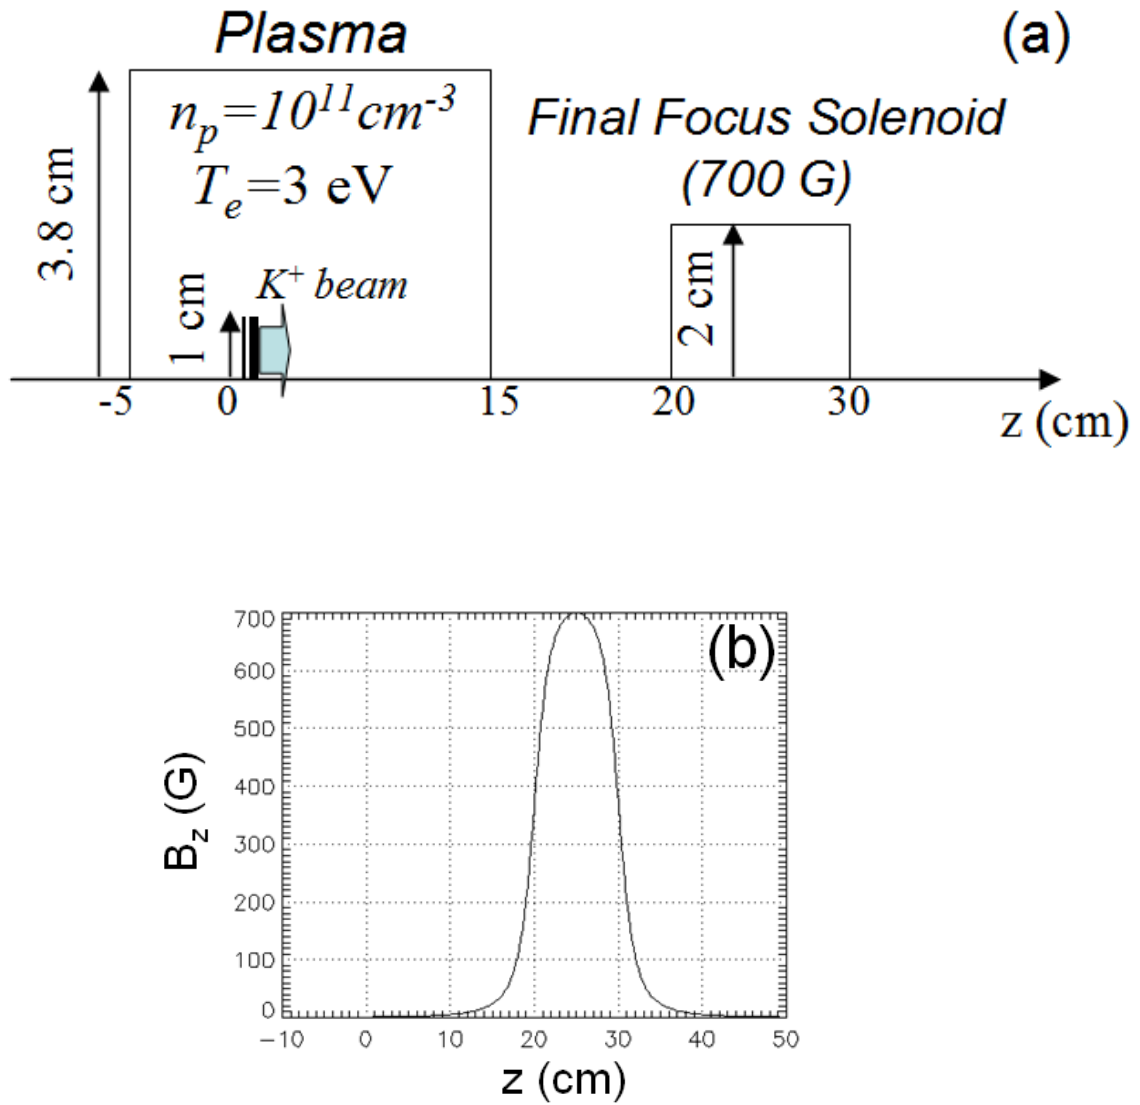 Plasma
(a)
n_p=10^11cm^-3
Final Focus Solenoid
(700 G)
T_e=3 eV
3.8 cm
1 cm
K^+ beam
2 cm
-5
0
15
20
30
z (cm)
(b)
B_z (G)
700
600
500
400
300
200
100
0
−10
0
10
20
30
40
50
z (cm)